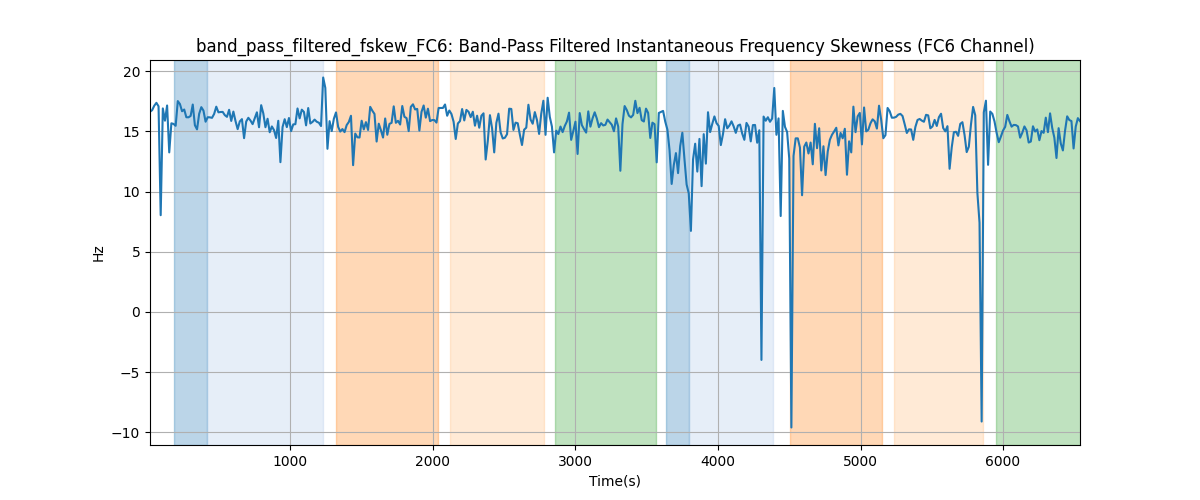 band_pass_filtered_fskew_FC6: Band-Pass Filtered Instantaneous Frequency Skewness (FC6 Channel)
20
15
10
5
0
−5
−10
Hz
1000 2000 3000 4000 5000 6000
Time(s)